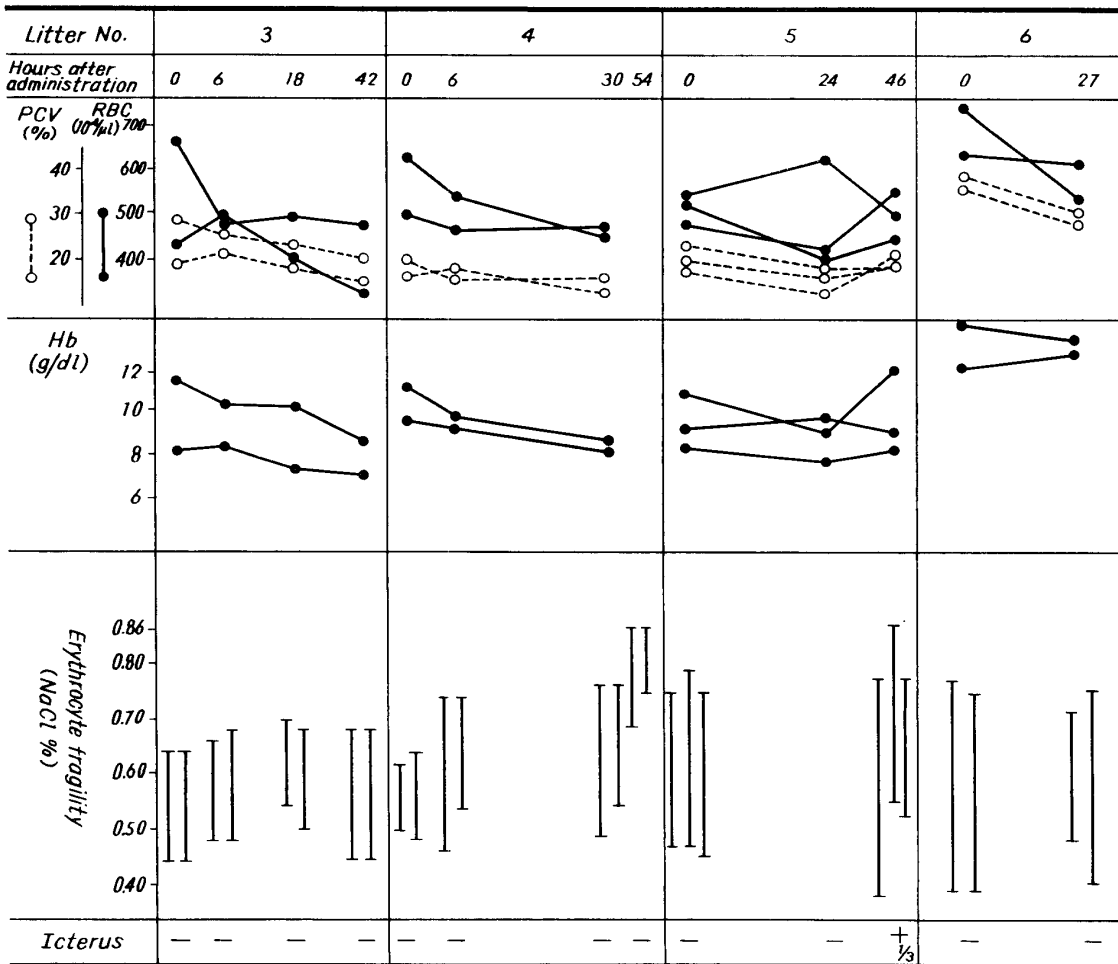 Litter No. 3 4 5 6
Hours after administration 0 6 18 42 0 6 30 54 0 24 46 0 27
PCV (%) RBC (10⁴/μl) 700
40 600
30 500
20 400
Hb (g/dl)
12
10
8
6
Erythrocyte fragility (NaCl %)
0.86
0.80
0.70
0.60
0.50
0.40
Icterus — — — — — — — — — — + 1/3 — —